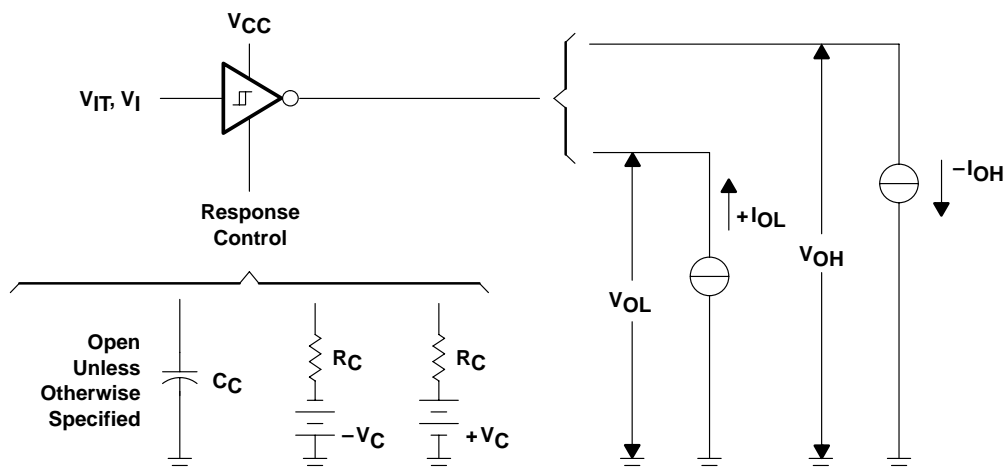 VCC
VIT, VI
Response
Control
Open
Unless
Otherwise
Specified
CC
RC
−VC
RC
+VC
VOL
+IOL
VOH
−IOH